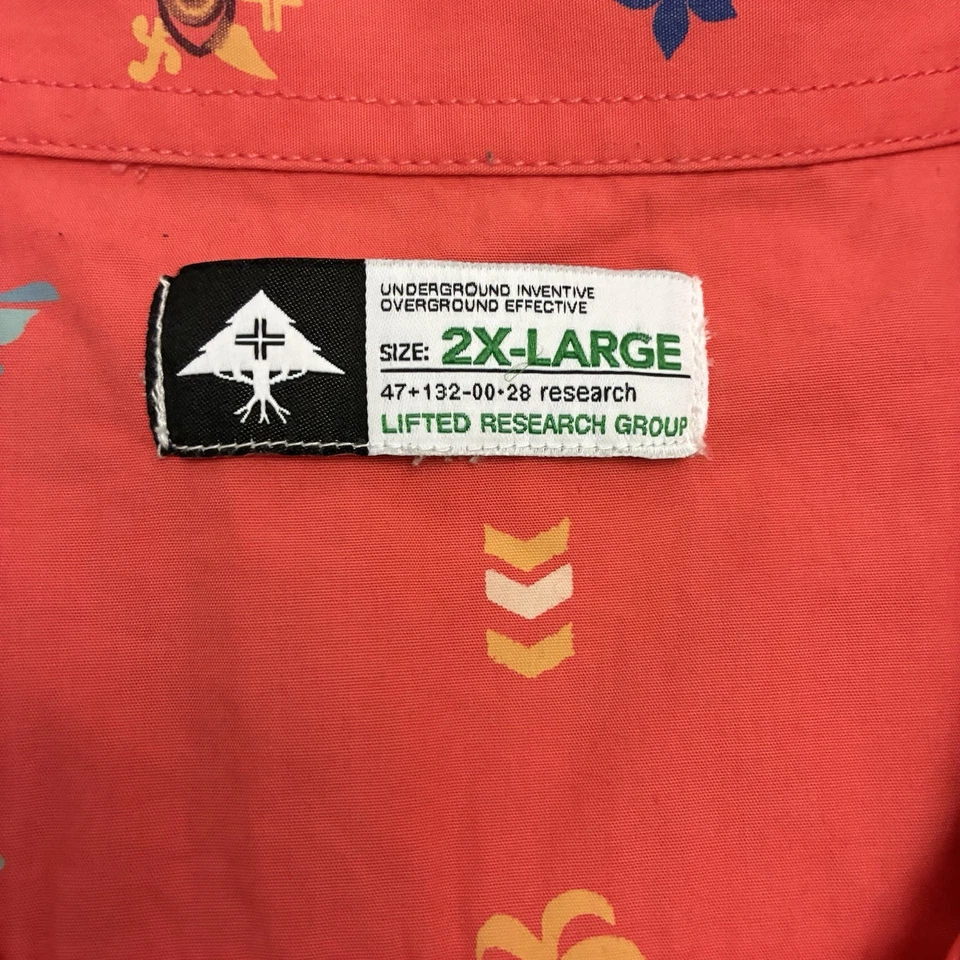 UNDERGROUND INVENTIVE
OVERGROUND EFFECTIVE
SIZE: 2X-LARGE
47+132-00•28 research
LIFTED RESEARCH GROUP